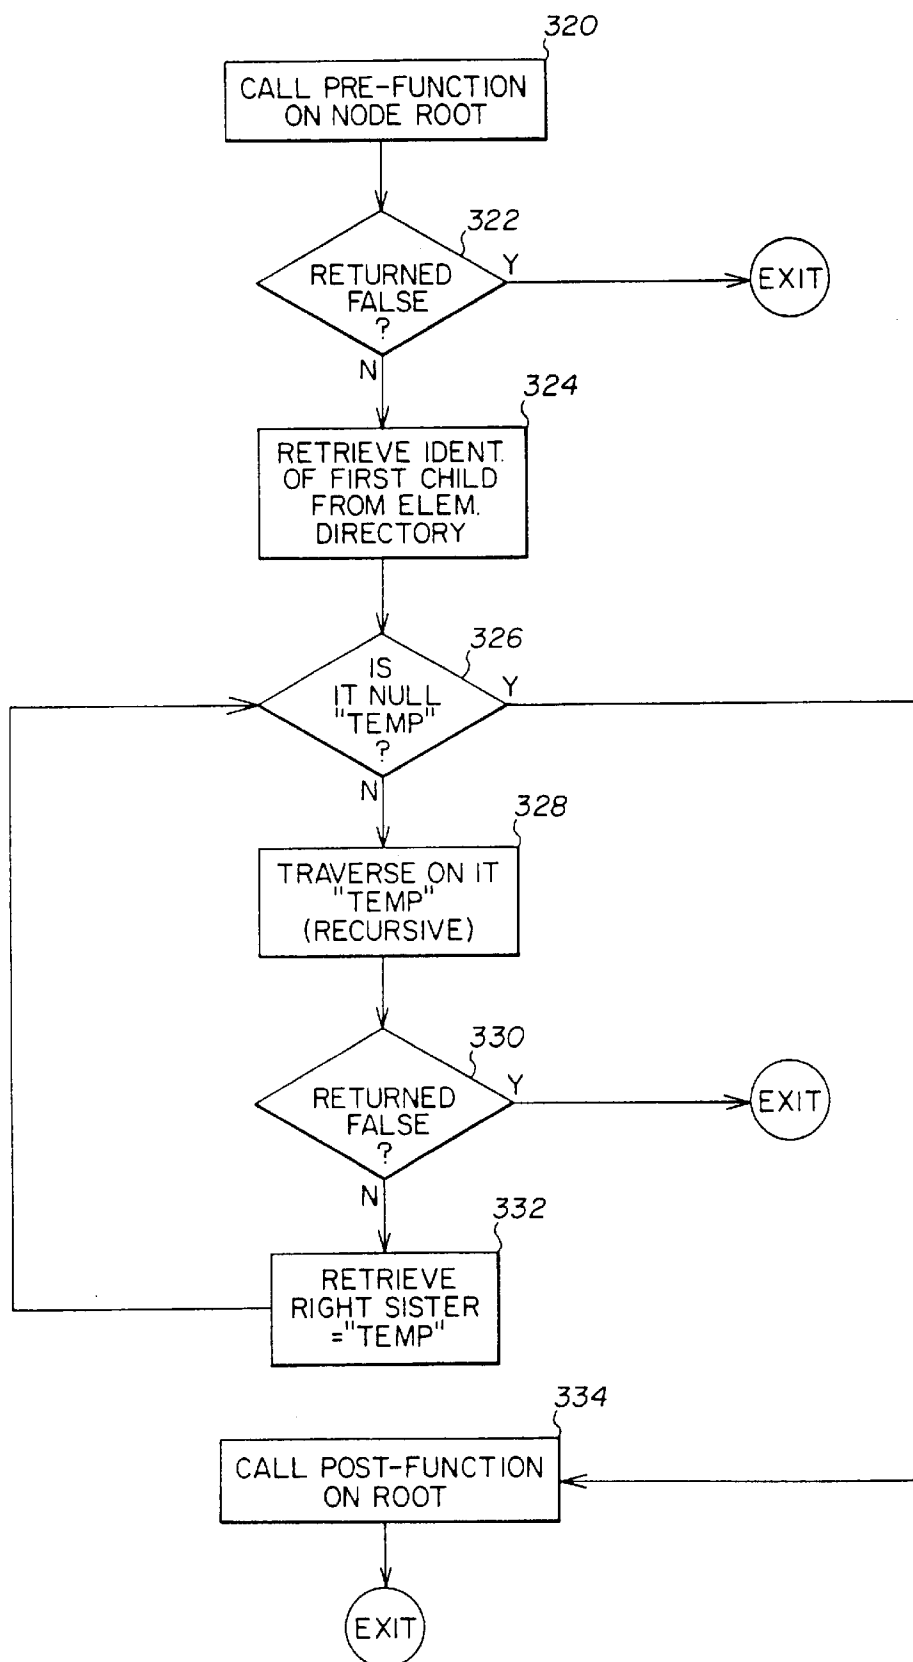 320
CALL PRE-FUNCTION
ON NODE ROOT
322
RETURNED
FALSE
?
Y
EXIT
N
324
RETRIEVE IDENT.
OF FIRST CHILD
FROM ELEM.
DIRECTORY
326
IS
IT NULL
"TEMP"
?
Y
N
328
TRAVERSE ON IT
"TEMP"
(RECURSIVE)
330
RETURNED
FALSE
?
Y
EXIT
N
332
RETRIEVE
RIGHT SISTER
="TEMP"
334
CALL POST-FUNCTION
ON ROOT
EXIT